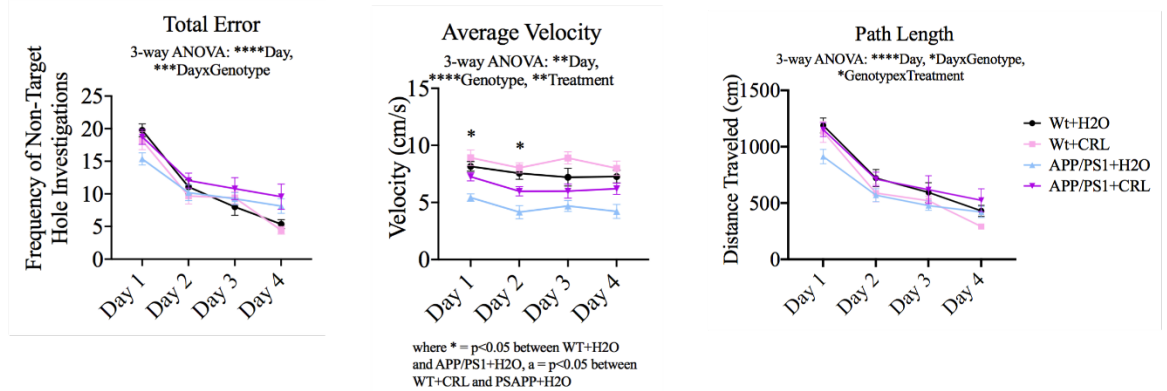 Total Error
3-way ANOVA: ****Day,
***DayxGenotype
Frequency of Non-Target
Hole Investigations
25
20
15
10
5
0
Day 1
Day 2
Day 3
Day 4
Average Velocity
3-way ANOVA: **Day,
****Genotype, **Treatment
Velocity (cm/s)
15
10
5
0
*
*
Day 1
Day 2
Day 3
Day 4
where * = p<0.05 between WT+H2O
and APP/PS1+H2O, a = p<0.05 between
WT+CRL and PSAPP+H2O
Path Length
3-way ANOVA: ****Day, *DayxGenotype,
*GenotypexTreatment
Distance Traveled (cm)
1500
1000
500
0
Day 1
Day 2
Day 3
Day 4
Wt+H2O
Wt+CRL
APP/PS1+H2O
APP/PS1+CRL